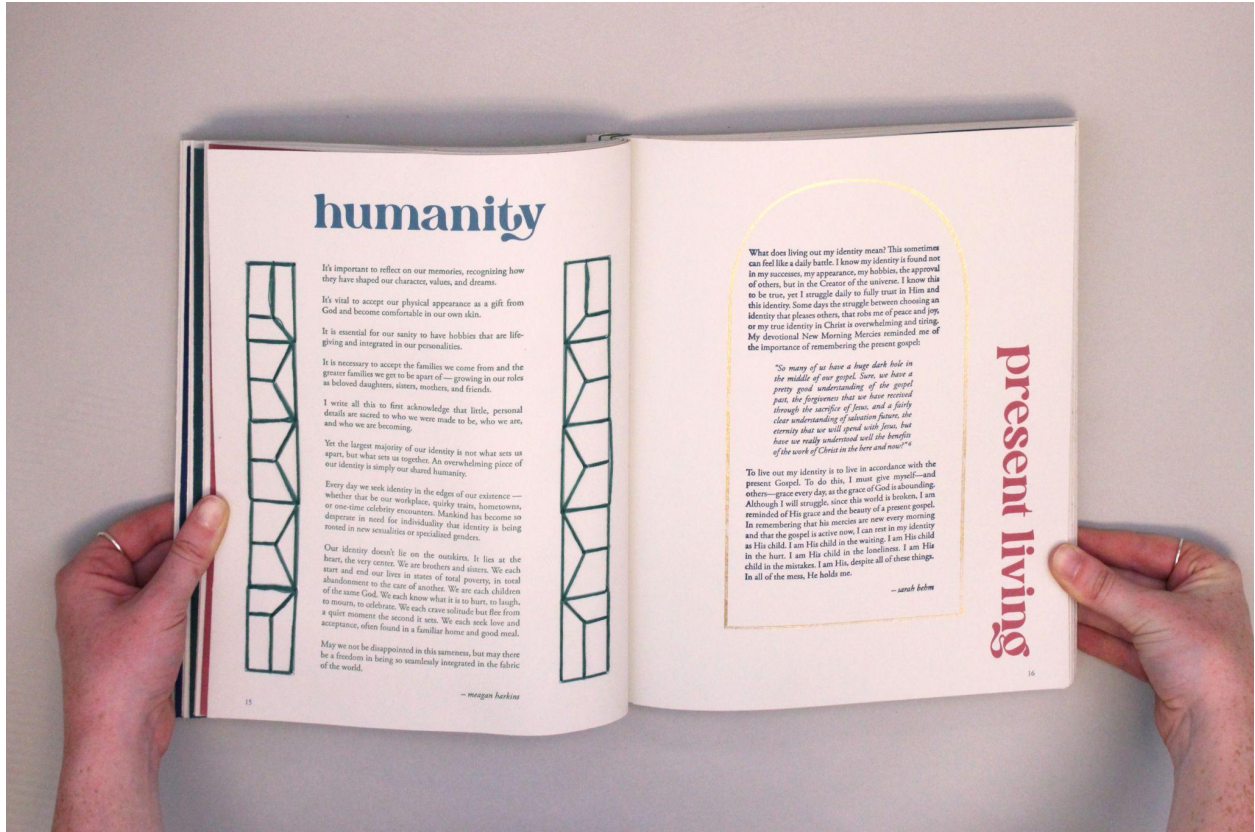 humanity
It's important to reflect on our memories, recognizing how
they have shaped our character, values, and dreams.
It's vital to accept our physical appearance as a gift from
God and become comfortable in our own skin.
It is essential for our sanity to have hobbies that are life-
giving and integrated in our personalities.
It is necessary to accept the families we come from and the
greater families we get to be apart of — growing in our roles
as beloved daughters, sisters, mothers, and friends.
I write all this to first acknowledge that little, personal
details are sacred to who we were made to be, who we are,
and who we are becoming.
Yet the largest majority of our identity is not what sets us
apart, but what sets us together. An overwhelming piece of
our identity is simply our shared humanity.
Every day we seek identity in the edges of our existence —
whether that be our workplace, quirky traits, hometowns,
or one-time celebrity encounters. Mankind has become so
desperate in need for individuality that identity is being
rooted in new sexualities or specialized genders.
Our identity doesn't lie on the outskirts. It lies at the
heart, the very center. We are brothers and sisters. We each
start and end our lives in states of total poverty, in total
abandonment to the care of another. We are each children
of the same God. We each know what it is to hurt, to laugh,
to mourn, to celebrate. We each crave solitude but flee from
a quiet moment the second it sets. We each seek love and
acceptance, often found in a familiar home and good meal.
May we not be disappointed in this sameness, but may there
be a freedom in being so seamlessly integrated in the fabric
of the world.
– meagan harkins
15
What does living out my identity mean? This sometimes
can feel like a daily battle. I know my identity is found not
in my successes, my appearance, my hobbies, the approval
of others, but in the Creator of the universe. I know this
to be true, yet I struggle daily to fully trust in Him and
this identity. Some days the struggle between choosing an
identity that pleases others, that robs me of peace and joy,
or my true identity in Christ is overwhelming and tiring.
My devotional New Morning Mercies reminded me of
the importance of remembering the present gospel:
"So many of us have a huge dark hole in
the middle of our gospel. Sure, we have a
pretty good understanding of the gospel
past, the forgiveness that we have received
through the sacrifice of Jesus, and a fairly
clear understanding of salvation future, the
eternity that we will spend with Jesus, but
have we really understood well the benefits
of the work of Christ in the here and now?"
To live out my identity is to live in accordance with the
present Gospel. To do this, I must give myself—and
others—grace every day, as the grace of God is abounding.
Although I will struggle, since this world is broken, I am
reminded of His grace and the beauty of a present gospel.
In remembering that his mercies are new every morning
and that the gospel is active now, I can rest in my identity
as His child. I am His child in the waiting. I am His child
in the hurt. I am His child in the loneliness. I am His
child in the mistakes. I am His, despite all of these things.
In all of the mess, He holds me.
– sarah behm
present living
16